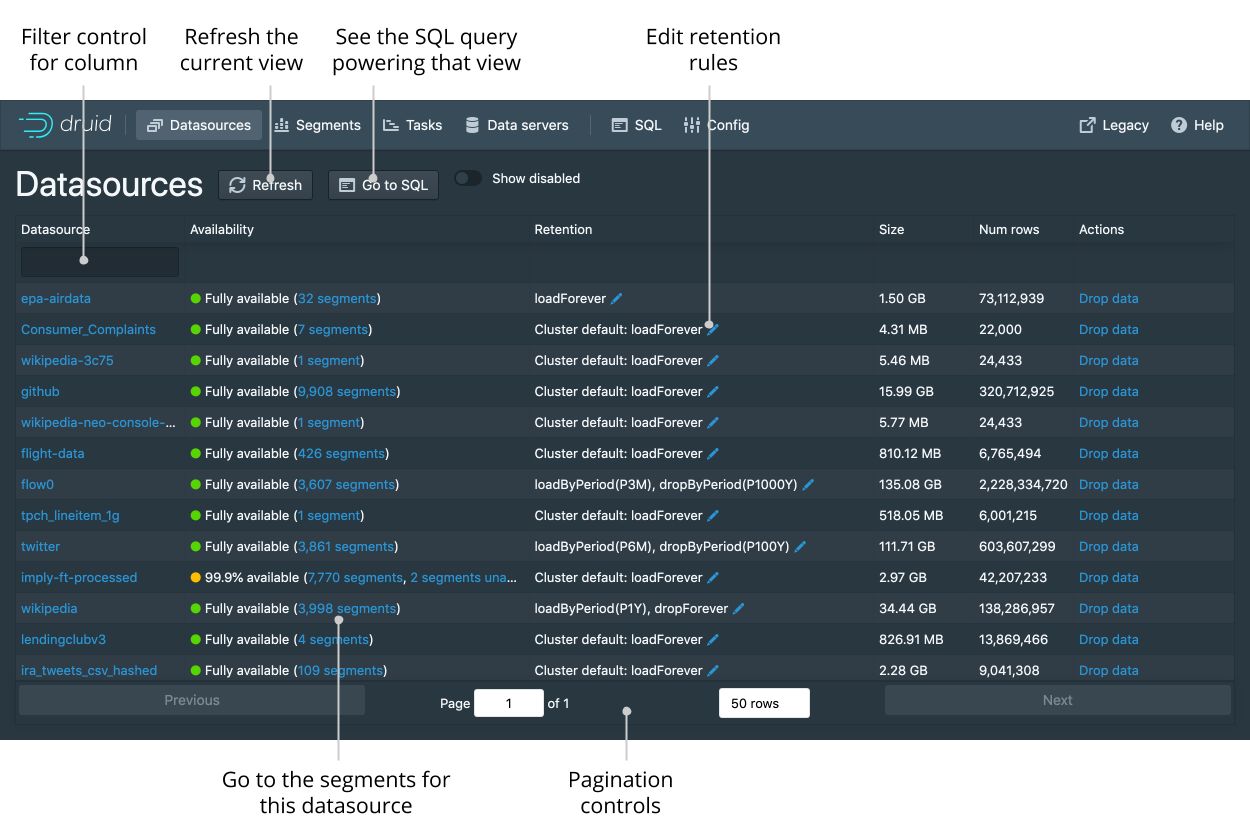 Filter control
for column
Refresh the
current view
See the SQL query
powering that view
Edit retention
rules
druid Datasources Segments Tasks Data servers SQL Config Legacy Help
Datasources Refresh Go to SQL Show disabled
Datasource Availability Retention Size Num rows Actions
epa-airdata Fully available (32 segments) loadForever 1.50 GB 73,112,939 Drop data
Consumer_Complaints Fully available (7 segments) Cluster default: loadForever 4.31 MB 22,000 Drop data
wikipedia-3c75 Fully available (1 segment) Cluster default: loadForever 5.46 MB 24,433 Drop data
github Fully available (9,908 segments) Cluster default: loadForever 15.99 GB 320,712,925 Drop data
wikipedia-neo-console-... Fully available (1 segment) Cluster default: loadForever 5.77 MB 24,433 Drop data
flight-data Fully available (426 segments) Cluster default: loadForever 810.12 MB 6,765,494 Drop data
flow0 Fully available (3,607 segments) loadByPeriod(P3M), dropByPeriod(P1000Y) 135.08 GB 2,228,334,720 Drop data
tpch_lineitem_1g Fully available (1 segment) Cluster default: loadForever 518.05 MB 6,001,215 Drop data
twitter Fully available (3,861 segments) loadByPeriod(P6M), dropByPeriod(P100Y) 111.71 GB 603,607,299 Drop data
imply-ft-processed 99.9% available (7,770 segments, 2 segments una... Cluster default: loadForever 2.97 GB 42,207,233 Drop data
wikipedia Fully available (3,998 segments) loadByPeriod(P1Y), dropForever 34.44 GB 138,286,957 Drop data
lendingclubv3 Fully available (4 segments) Cluster default: loadForever 826.91 MB 13,869,466 Drop data
ira_tweets_csv_hashed Fully available (109 segments) Cluster default: loadForever 2.28 GB 9,041,308 Drop data
Previous Page 1 of 1 50 rows Next
Go to the segments for
this datasource
Pagination
controls